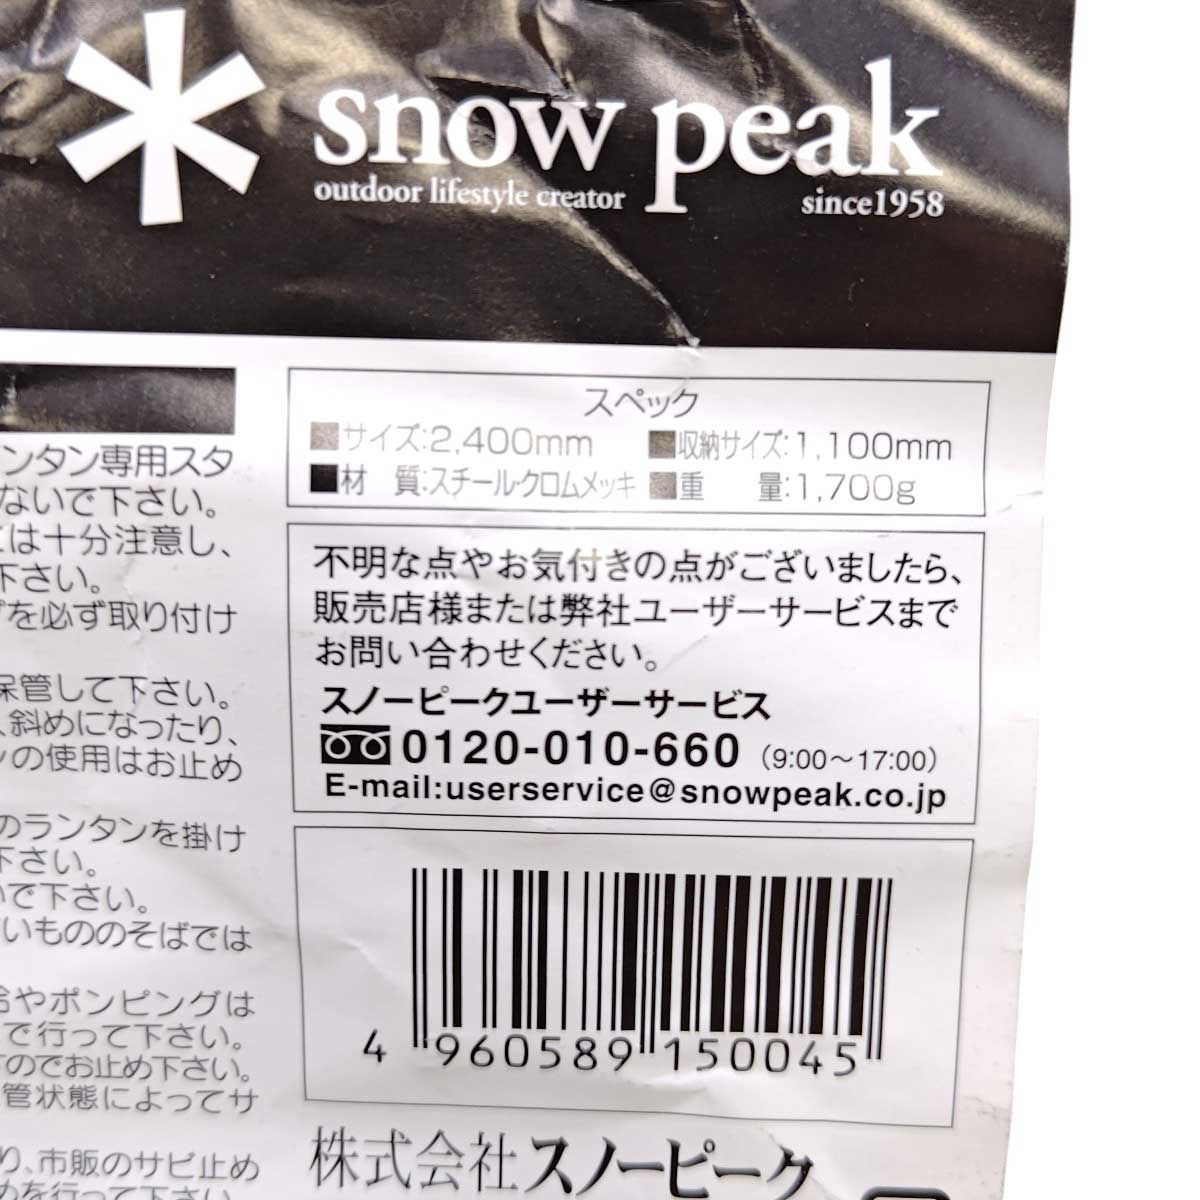 snow peak
outdoor lifestyle creator
since1958
ンタン専用スタ
ないで下さい。
は十分注意し、
下さい。
を必ず取り付け
保管して下さい。
斜めになったり、
ンの使用はお止め
のランタンを掛け
下さい。
いで下さい。
いもののそばでは
やポンピングは
で行って下さい。
のでお止め下さい。
管状態によってサ
り、市販のサビ止め
めを行って下さい。
スペック
■サイズ:2,400mm ■収納サイズ:1,100mm
■材 質:スチール・クロムメッキ ■重 量:1,700g
不明な点やお気付きの点がございましたら、
販売店様または弊社ユーザーサービスまで
お問い合わせください。
スノーピークユーザーサービス
0120-010-660 (9:00〜17:00)
E-mail:userservice@snowpeak.co.jp
4 960589 150045
株式会社スノーピーク